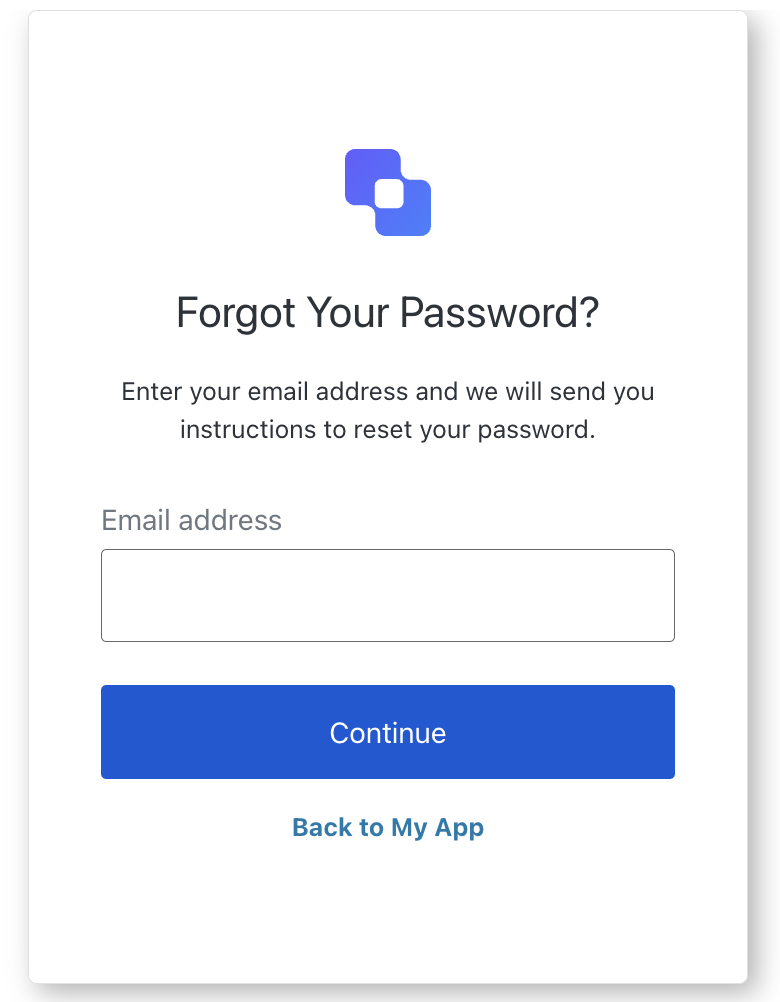 Forgot Your Password?
Enter your email address and we will send you
instructions to reset your password.
Email address
Continue
Back to My App